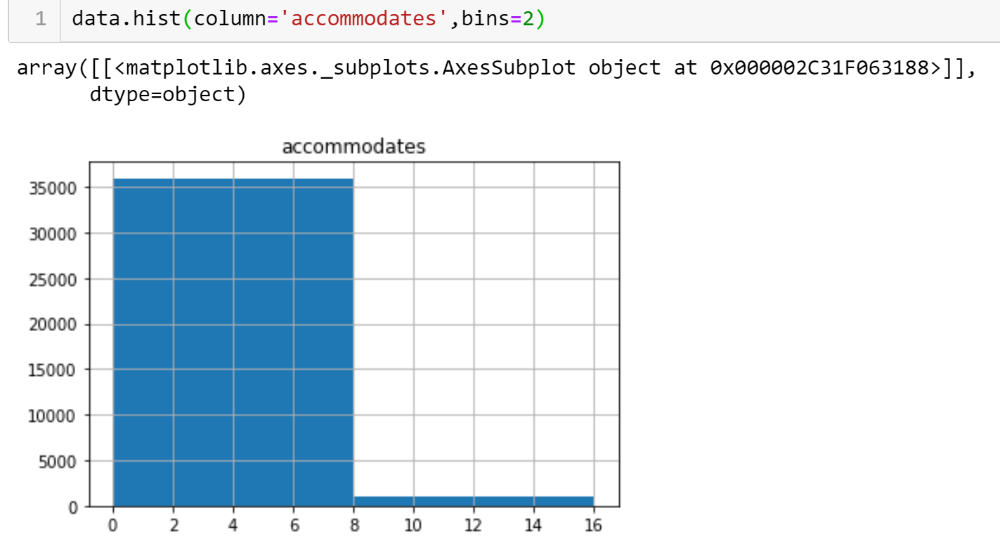 1 data.hist(column='accommodates',bins=2)
array([[<matplotlib.axes._subplots.AxesSubplot object at 0x000002C31F063188>]],
dtype=object)
accommodates
35000
30000
25000
20000
15000
10000
5000
0
0 2 4 6 8 10 12 14 16